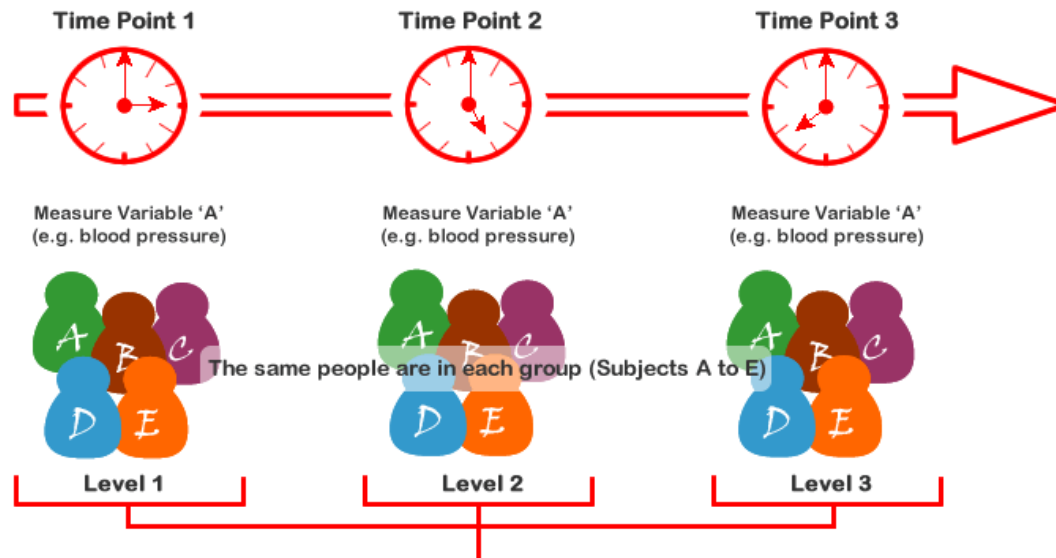 Time Point 1
Time Point 2
Time Point 3
Measure Variable ‘A’
(e.g. blood pressure)
Measure Variable ‘A’
(e.g. blood pressure)
Measure Variable ‘A’
(e.g. blood pressure)
A B C
A B C
A B C
The same people are in each group (Subjects A to E)
D E
D E
D E
Level 1
Level 2
Level 3